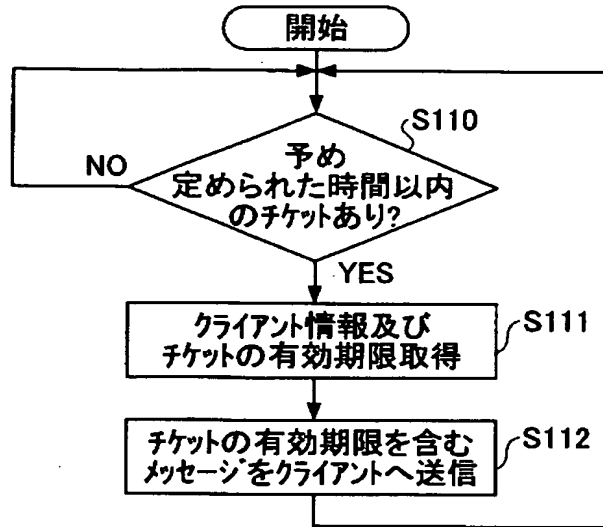 開始
S110
NO
予め
定められた時間以内
のチケットあり?
YES
クライアント情報及び
チケットの有効期限取得
S111
チケットの有効期限を含む
メッセージをクライアントへ送信
S112